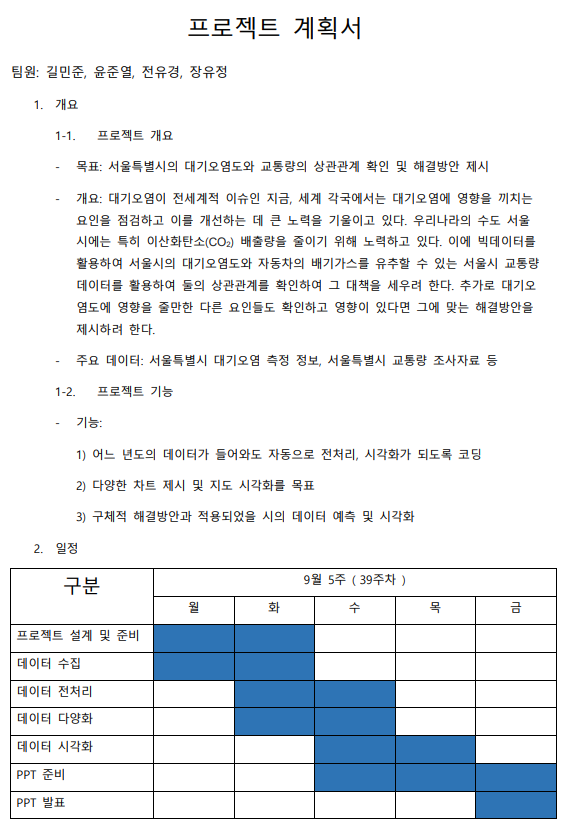 프로젝트 계획서
팀원: 길민준, 윤준열, 전유경, 장유정
1. 개요
1-1. 프로젝트 개요
- 목표: 서울특별시의 대기오염도와 교통량의 상관관계 확인 및 해결방안 제시
- 개요: 대기오염이 전세계적 이슈인 지금, 세계 각국에서는 대기오염에 영향을 끼치는
요인을 점검하고 이를 개선하는 데 큰 노력을 기울이고 있다. 우리나라의 수도 서울
시에는 특히 이산화탄소(CO₂) 배출량을 줄이기 위해 노력하고 있다. 이에 빅데이터를
활용하여 서울시의 대기오염도와 자동차의 배기가스를 유추할 수 있는 서울시 교통량
데이터를 활용하여 둘의 상관관계를 확인하여 그 대책을 세우려 한다. 추가로 대기오
염도에 영향을 줄만한 다른 요인들도 확인하고 영향이 있다면 그에 맞는 해결방안을
제시하려 한다.
- 주요 데이터: 서울특별시 대기오염 측정 정보, 서울특별시 교통량 조사자료 등
1-2. 프로젝트 기능
- 기능:
1) 어느 년도의 데이터가 들어와도 자동으로 전처리, 시각화가 되도록 코딩
2) 다양한 차트 제시 및 지도 시각화를 목표
3) 구체적 해결방안과 적용되었을 시의 데이터 예측 및 시각화
2. 일정
구분 9월 5주 ( 39주차 )
월 화 수 목 금
프로젝트 설계 및 준비
데이터 수집
데이터 전처리
데이터 다양화
데이터 시각화
PPT 준비
PPT 발표